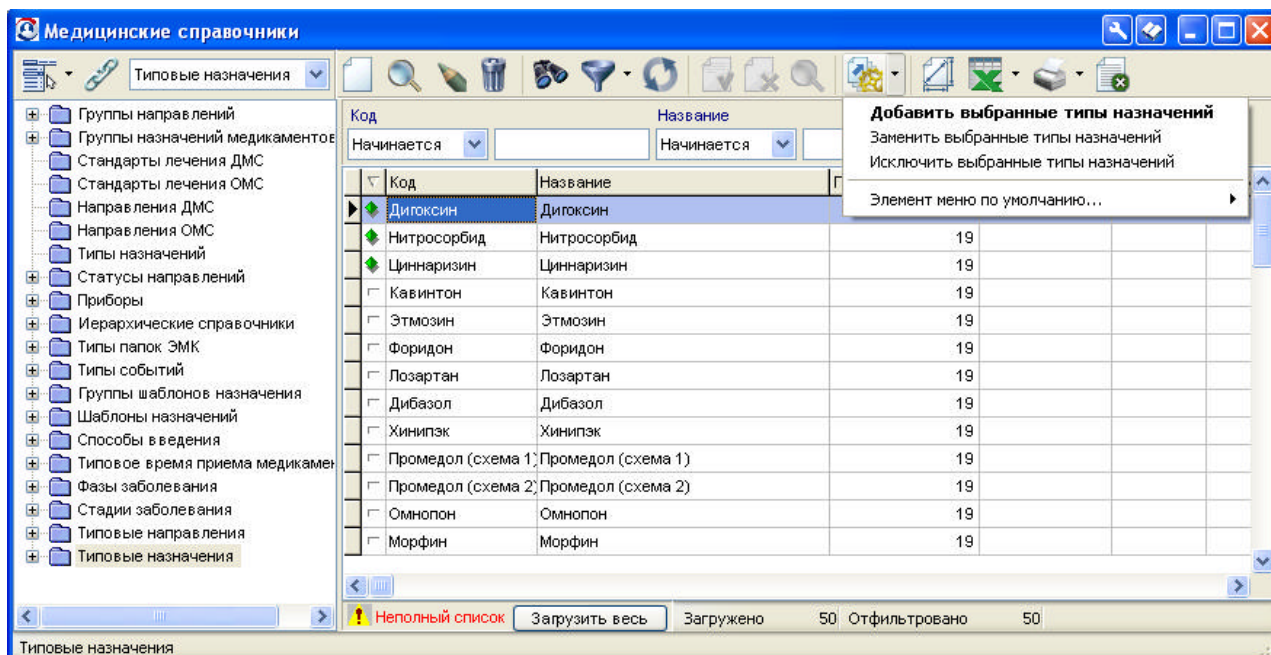 Медицинские справочники
Типовые назначения
Группы направлений
Группы назначений медикаментов
Стандарты лечения ДМС
Стандарты лечения ОМС
Направления ДМС
Направления ОМС
Типы назначений
Статусы направлений
Приборы
Иерархические справочники
Типы папок ЭМК
Типы событий
Группы шаблонов назначения
Шаблоны назначений
Способы введения
Типовое время приема медикамен
Фазы заболевания
Стадии заболевания
Типовые направления
Типовые назначения
Код Название
Начинается Начинается
Добавить выбранные типы назначений
Заменить выбранные типы назначений
Исключить выбранные типы назначений
Элемент меню по умолчанию...
Код Название
Дигоксин Дигоксин
Нитросорбид Нитросорбид 19
Циннаризин Циннаризин 19
Кавинтон Кавинтон 19
Этмозин Этмозин 19
Форидон Форидон 19
Лозартан Лозартан 19
Дибазол Дибазол 19
Хинипэк Хинипэк 19
Промедол (схема 1) Промедол (схема 1) 19
Промедол (схема 2) Промедол (схема 2) 19
Омнопон Омнопон 19
Морфин Морфин 19
Неполный список Загрузить весь Загружено 50 Отфильтровано 50
Типовые назначения